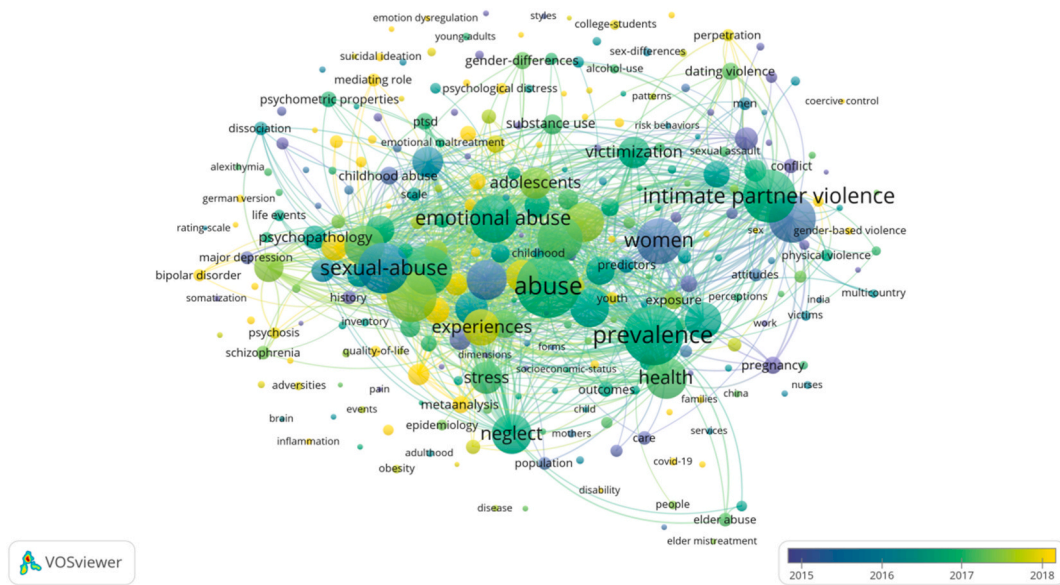 emotion dysregulation
styles
college-students
young-adults
perpetration
suicidal ideation
gender-differences
sex-differences
mediating role
alcohol-use
dating violence
psychological distress
psychometric properties
patterns
men
coercive control
dissociation
ptsd
substance use
risk behaviors
emotional maltreatment
victimization
sexual assault
alexithymia
childhood abuse
conflict
adolescents
german version
scale
intimate partner violence
rating-scale
life events
emotional abuse
sex
gender-based violence
psychopathology
women
childhood
physical violence
major depression
sexual-abuse
predictors
bipolar disorder
attitudes
abuse
somatization
history
youth
exposure
perceptions
india
multicountry
victims
inventory
experiences
prevalence
work
psychosis
quality-of-life
forms
schizophrenia
dimensions
socioeconomic-status
pregnancy
adversities
pain
stress
health
outcomes
nurses
metaanalysis
families
china
events
child
brain
epidemiology
neglect
mothers
services
inflammation
care
adulthood
population
covid-19
obesity
disability
disease
people
elder abuse
elder mistreatment
VOSviewer
2015 2016 2017 2018